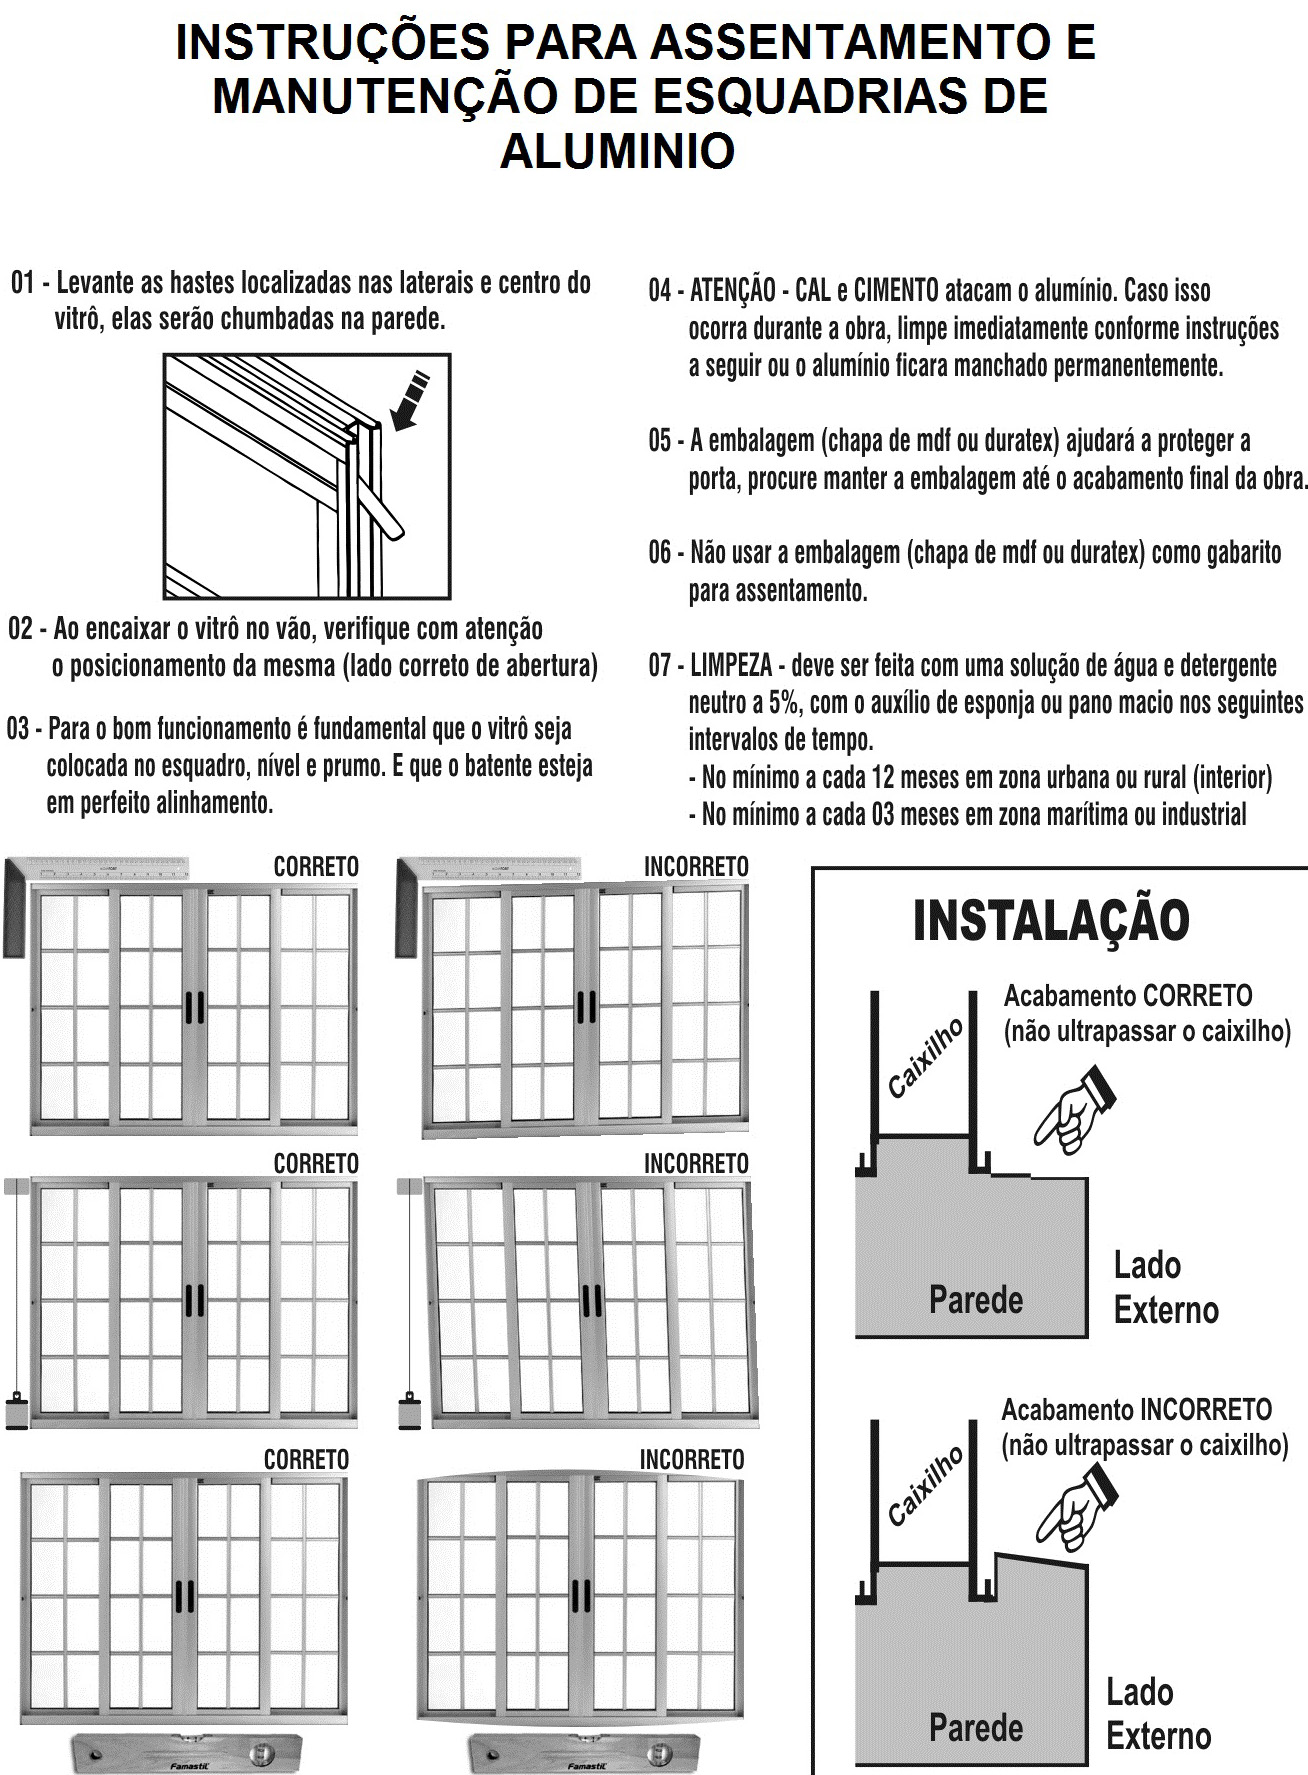 INSTRUÇÕES PARA ASSENTAMENTO E
MANUTENÇÃO DE ESQUADRIAS DE
ALUMINIO
01 - Levante as hastes localizadas nas laterais e centro do
vitrô, elas serão chumbadas na parede.
02 - Ao encaixar o vitrô no vão, verifique com atenção
o posicionamento da mesma (lado correto de abertura)
03 - Para o bom funcionamento é fundamental que o vitrô seja
colocada no esquadro, nível e prumo. E que o batente esteja
em perfeito alinhamento.
04 - ATENÇÃO - CAL e CIMENTO atacam o alumínio. Caso isso
ocorra durante a obra, limpe imediatamente conforme instruções
a seguir ou o alumínio ficara manchado permanentemente.
05 - A embalagem (chapa de mdf ou duratex) ajudará a proteger a
porta, procure manter a embalagem até o acabamento final da obra.
06 - Não usar a embalagem (chapa de mdf ou duratex) como gabarito
para assentamento.
07 - LIMPEZA - deve ser feita com uma solução de água e detergente
neutro a 5%, com o auxílio de esponja ou pano macio nos seguintes
intervalos de tempo.
- No mínimo a cada 12 meses em zona urbana ou rural (interior)
- No mínimo a cada 03 meses em zona marítima ou industrial
CORRETO
INCORRETO
CORRETO
INCORRETO
CORRETO
INCORRETO
Famastil
Famastil
INSTALAÇÃO
Acabamento CORRETO
(não ultrapassar o caixilho)
Caixilho
Parede
Lado
Externo
Acabamento INCORRETO
(não ultrapassar o caixilho)
Caixilho
Parede
Lado
Externo